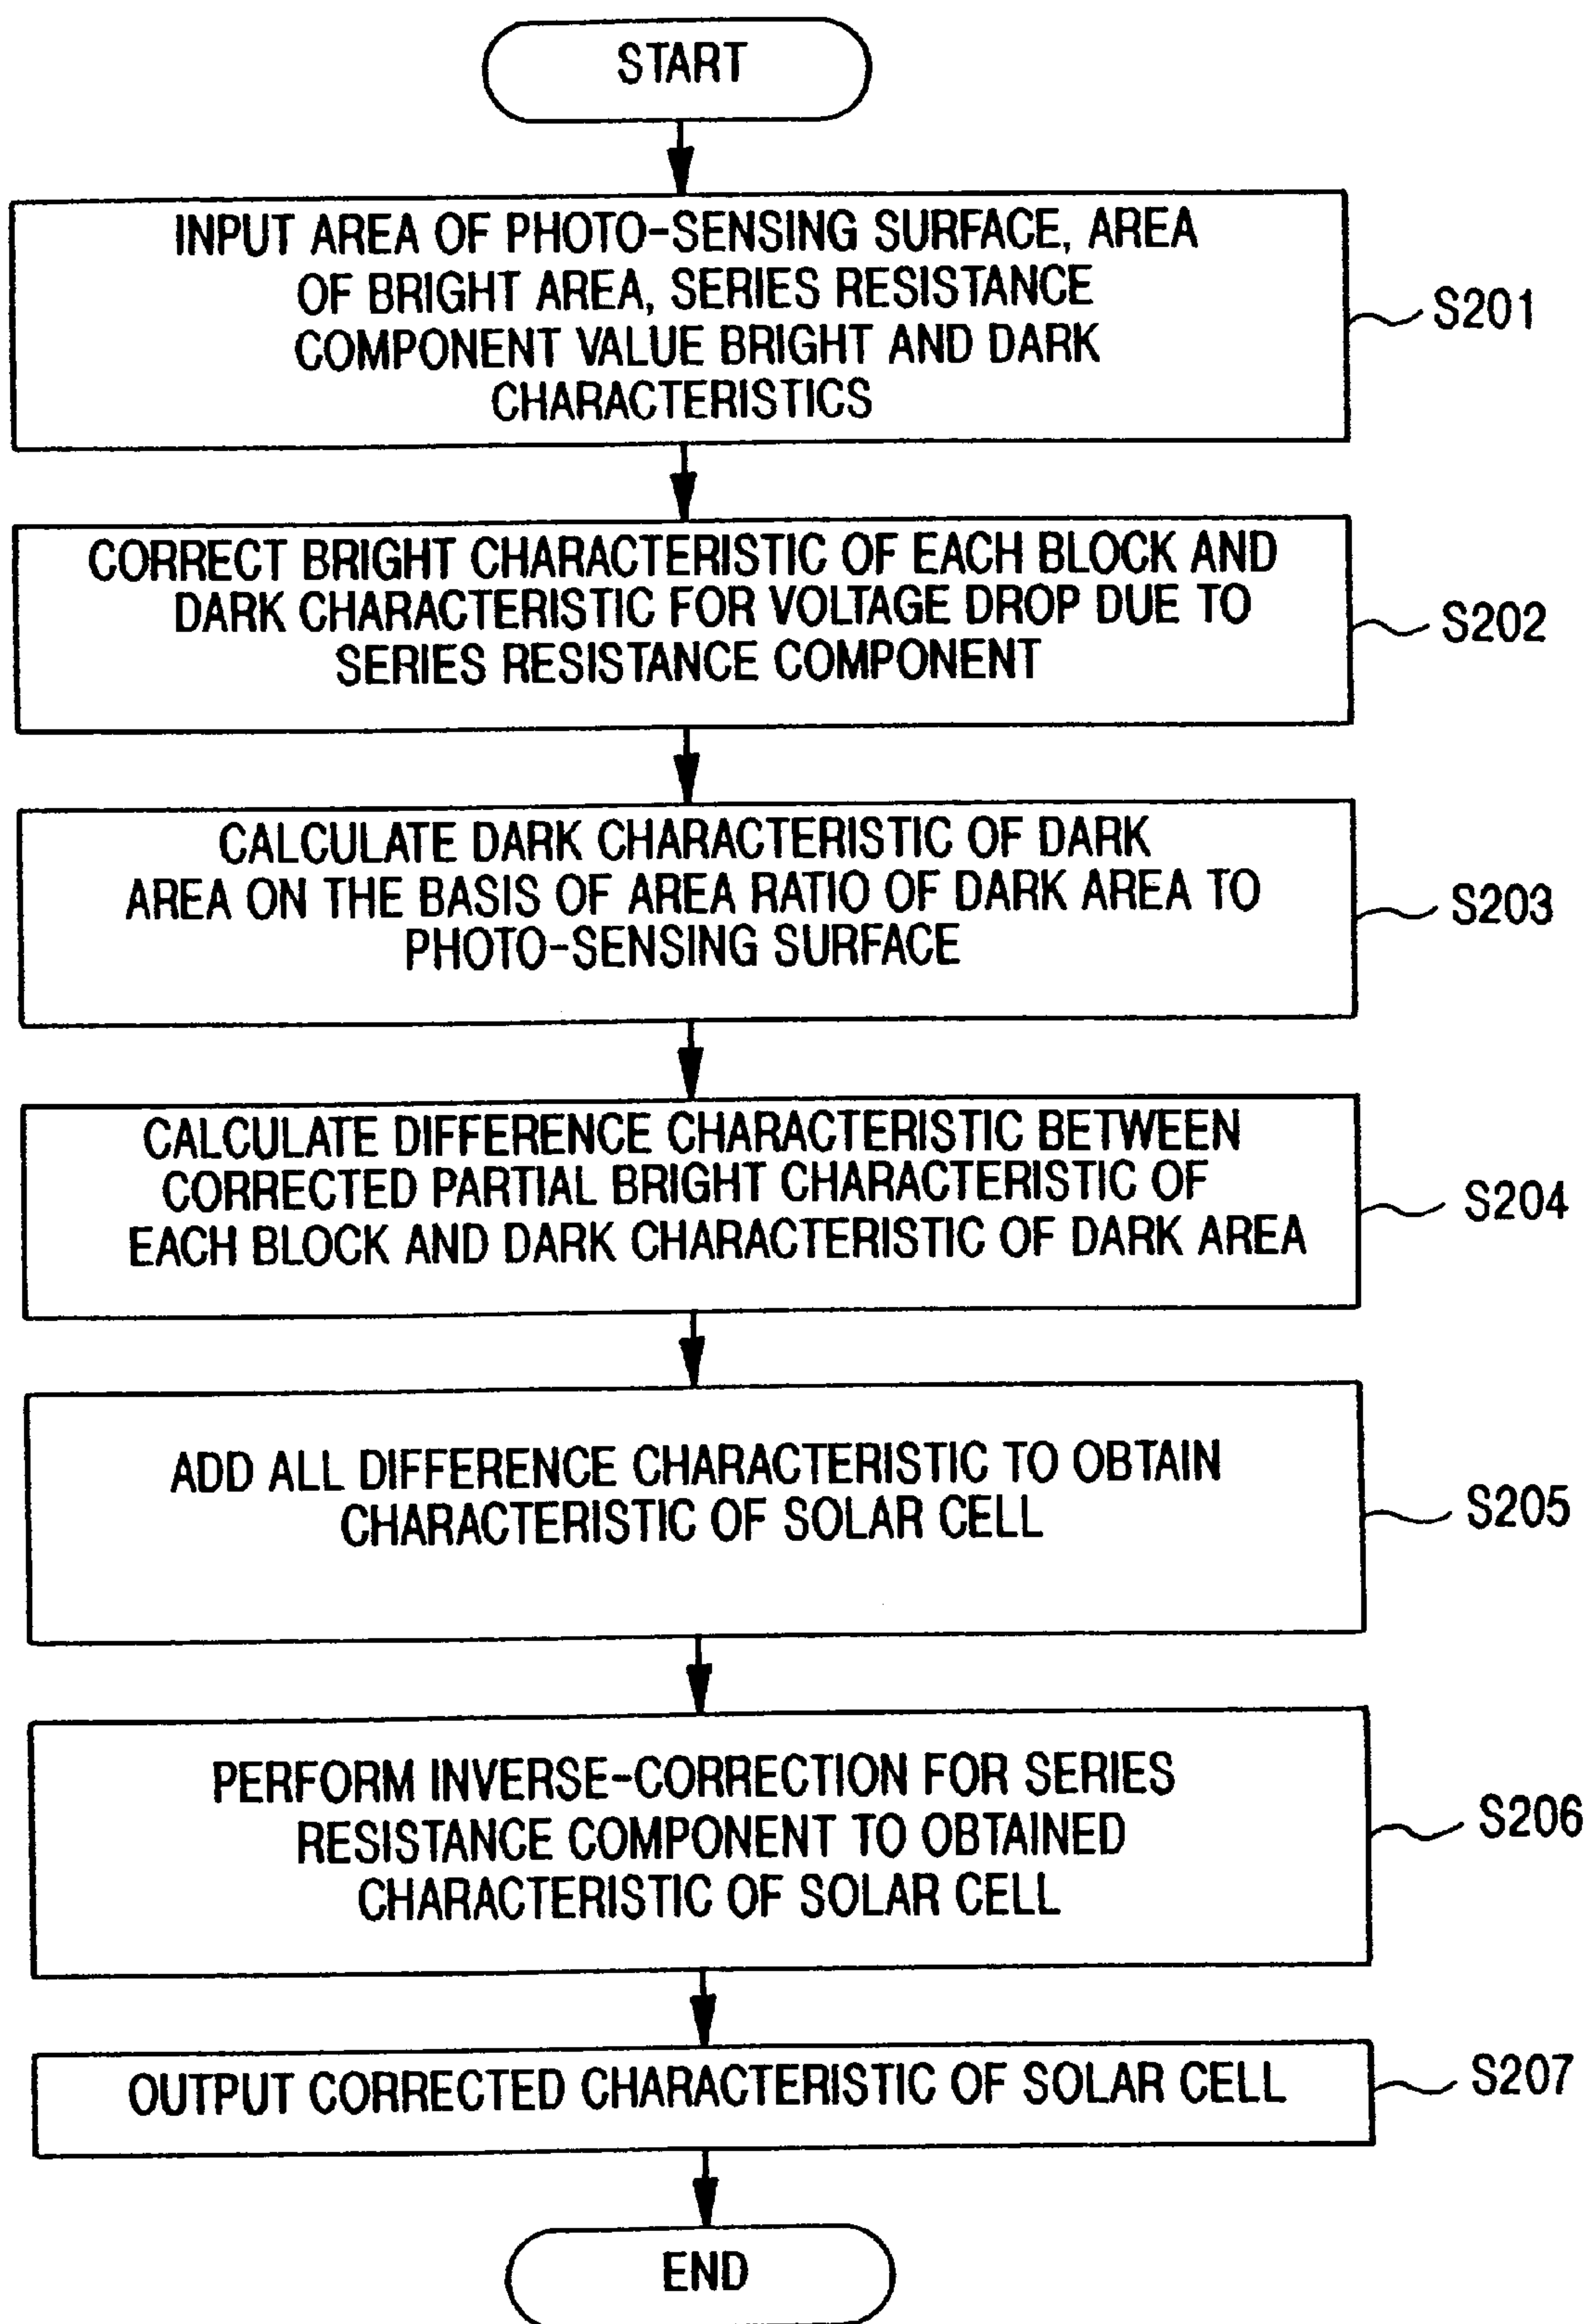 START
INPUT AREA OF PHOTO-SENSING SURFACE, AREA
OF BRIGHT AREA, SERIES RESISTANCE
COMPONENT VALUE BRIGHT AND DARK
CHARACTERISTICS
S201
CORRECT BRIGHT CHARACTERISTIC OF EACH BLOCK AND
DARK CHARACTERISTIC FOR VOLTAGE DROP DUE TO
SERIES RESISTANCE COMPONENT
S202
CALCULATE DARK CHARACTERISTIC OF DARK
AREA ON THE BASIS OF AREA RATIO OF DARK AREA TO
PHOTO-SENSING SURFACE
S203
CALCULATE DIFFERENCE CHARACTERISTIC BETWEEN
CORRECTED PARTIAL BRIGHT CHARACTERISTIC OF
EACH BLOCK AND DARK CHARACTERISTIC OF DARK AREA
S204
ADD ALL DIFFERENCE CHARACTERISTIC TO OBTAIN
CHARACTERISTIC OF SOLAR CELL
S205
PERFORM INVERSE-CORRECTION FOR SERIES
RESISTANCE COMPONENT TO OBTAINED
CHARACTERISTIC OF SOLAR CELL
S206
OUTPUT CORRECTED CHARACTERISTIC OF SOLAR CELL
S207
END